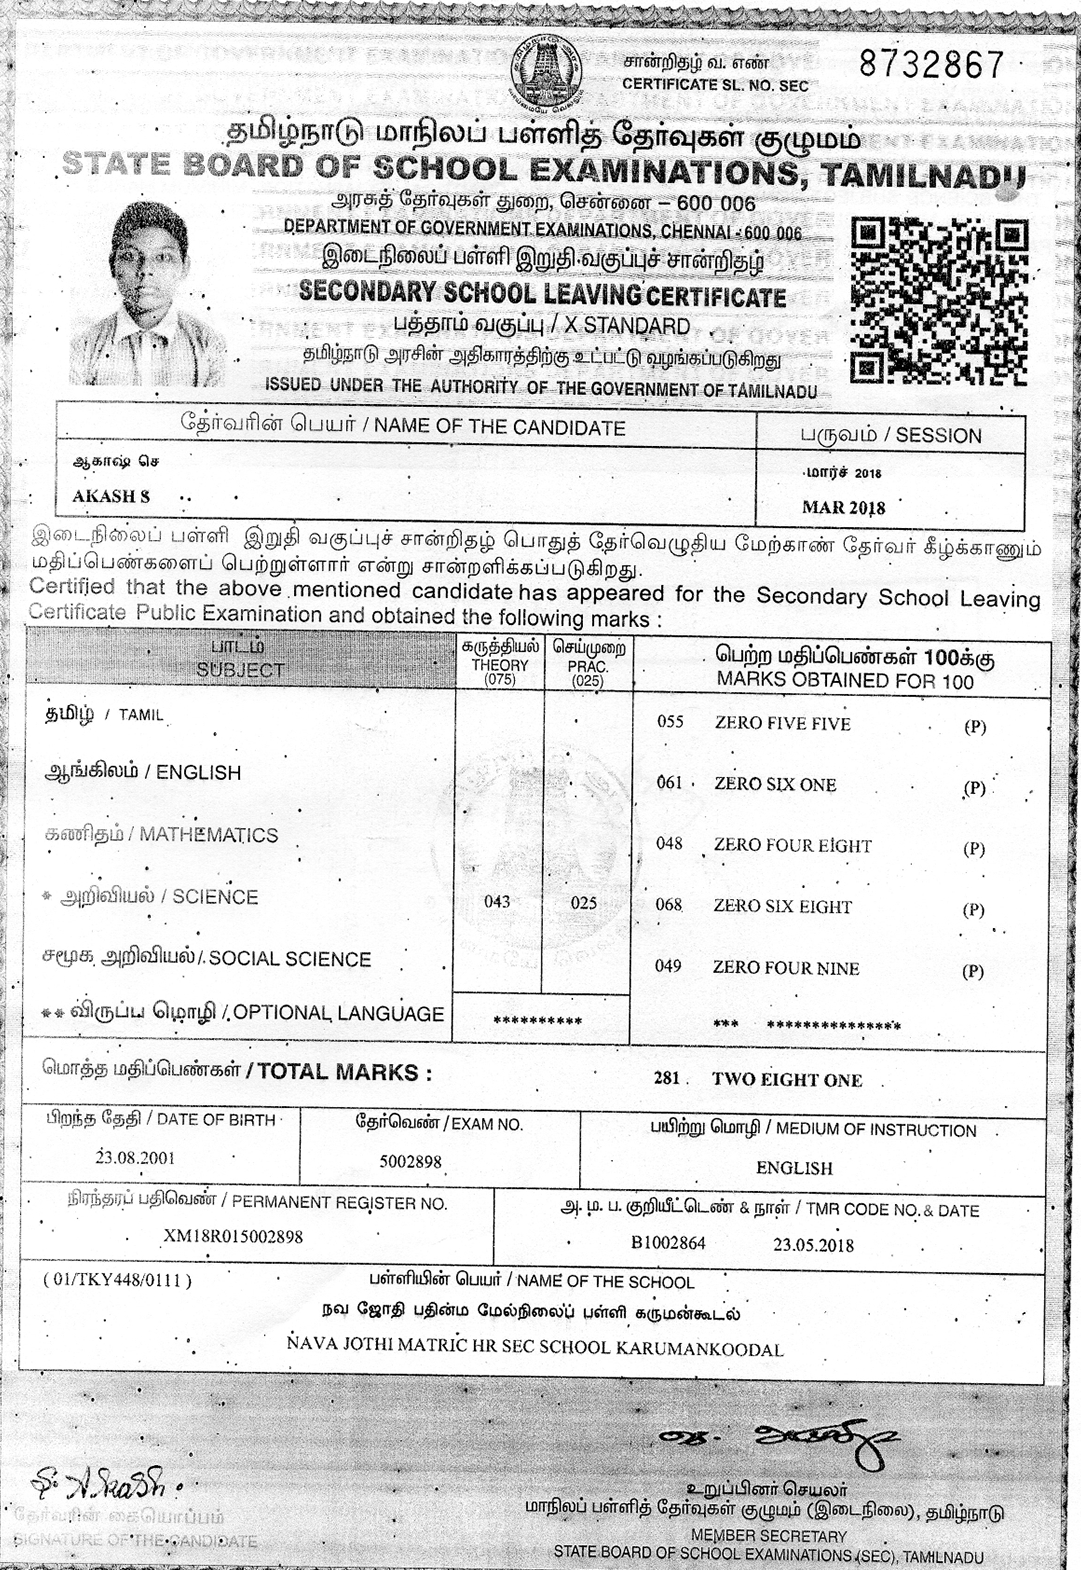 சான்றிதழ் வ. எண்
CERTIFICATE SL. NO. SEC
8732867
தமிழ்நாடு மாநிலப் பள்ளித் தேர்வுகள் குழுமம்
STATE BOARD OF SCHOOL EXAMINATIONS, TAMILNADU
அரசுத் தேர்வுகள் துறை, சென்னை – 600 006
DEPARTMENT OF GOVERNMENT EXAMINATIONS, CHENNAI - 600 006
இடைநிலைப் பள்ளி இறுதி வகுப்புச் சான்றிதழ்
SECONDARY SCHOOL LEAVING CERTIFICATE
பத்தாம் வகுப்பு / X STANDARD
தமிழ்நாடு அரசின் அதிகாரத்திற்கு உட்பட்டு வழங்கப்படுகிறது
ISSUED UNDER THE AUTHORITY OF THE GOVERNMENT OF TAMILNADU
தேர்வரின் பெயர் / NAME OF THE CANDIDATE
பருவம் / SESSION
ஆகாஷ் செ
AKASH S
மார்ச் 2018
MAR 2018
இடைநிலைப் பள்ளி இறுதி வகுப்புச் சான்றிதழ் பொதுத் தேர்வெழுதிய மேற்காண் தேர்வர் கீழ்க்காணும்
மதிப்பெண்களைப் பெற்றுள்ளார் என்று சான்றளிக்கப்படுகிறது.
Certified that the above mentioned candidate has appeared for the Secondary School Leaving
Certificate Public Examination and obtained the following marks :
பாடம்
SUBJECT
கருத்தியல்
THEORY
(075)
செய்முறை
PRAC.
(025)
பெற்ற மதிப்பெண்கள் 100க்கு
MARKS OBTAINED FOR 100
தமிழ் / TAMIL 055 ZERO FIVE FIVE (P)
ஆங்கிலம் / ENGLISH 061 ZERO SIX ONE (P)
கணிதம் / MATHEMATICS 048 ZERO FOUR EIGHT (P)
* அறிவியல் / SCIENCE 043 025 068 ZERO SIX EIGHT (P)
சமூக அறிவியல் / SOCIAL SCIENCE 049 ZERO FOUR NINE (P)
** விருப்ப மொழி / OPTIONAL LANGUAGE ********** *** ***************
மொத்த மதிப்பெண்கள் / TOTAL MARKS : 281 TWO EIGHT ONE
பிறந்த தேதி / DATE OF BIRTH
23.08.2001
தேர்வெண் / EXAM NO.
5002898
பயிற்று மொழி / MEDIUM OF INSTRUCTION
ENGLISH
நிரந்தரப் பதிவெண் / PERMANENT REGISTER NO.
XM18R015002898
அ. ம. ப. குறியீட்டெண் & நாள் / TMR CODE NO. & DATE
B1002864 23.05.2018
( 01/TKY448/0111 )
பள்ளியின் பெயர் / NAME OF THE SCHOOL
நவ ஜோதி பதின்ம மேல்நிலைப் பள்ளி கருமன்கூடல்
NAVA JOTHI MATRIC HR SEC SCHOOL KARUMANKOODAL
செ. Akash.
தேர்வரின் கையொப்பம்
SIGNATURE OF THE CANDIDATE
உறுப்பினர் செயலர்
மாநிலப் பள்ளித் தேர்வுகள் குழுமம் (இடைநிலை), தமிழ்நாடு
MEMBER SECRETARY
STATE BOARD OF SCHOOL EXAMINATIONS (SEC), TAMILNADU